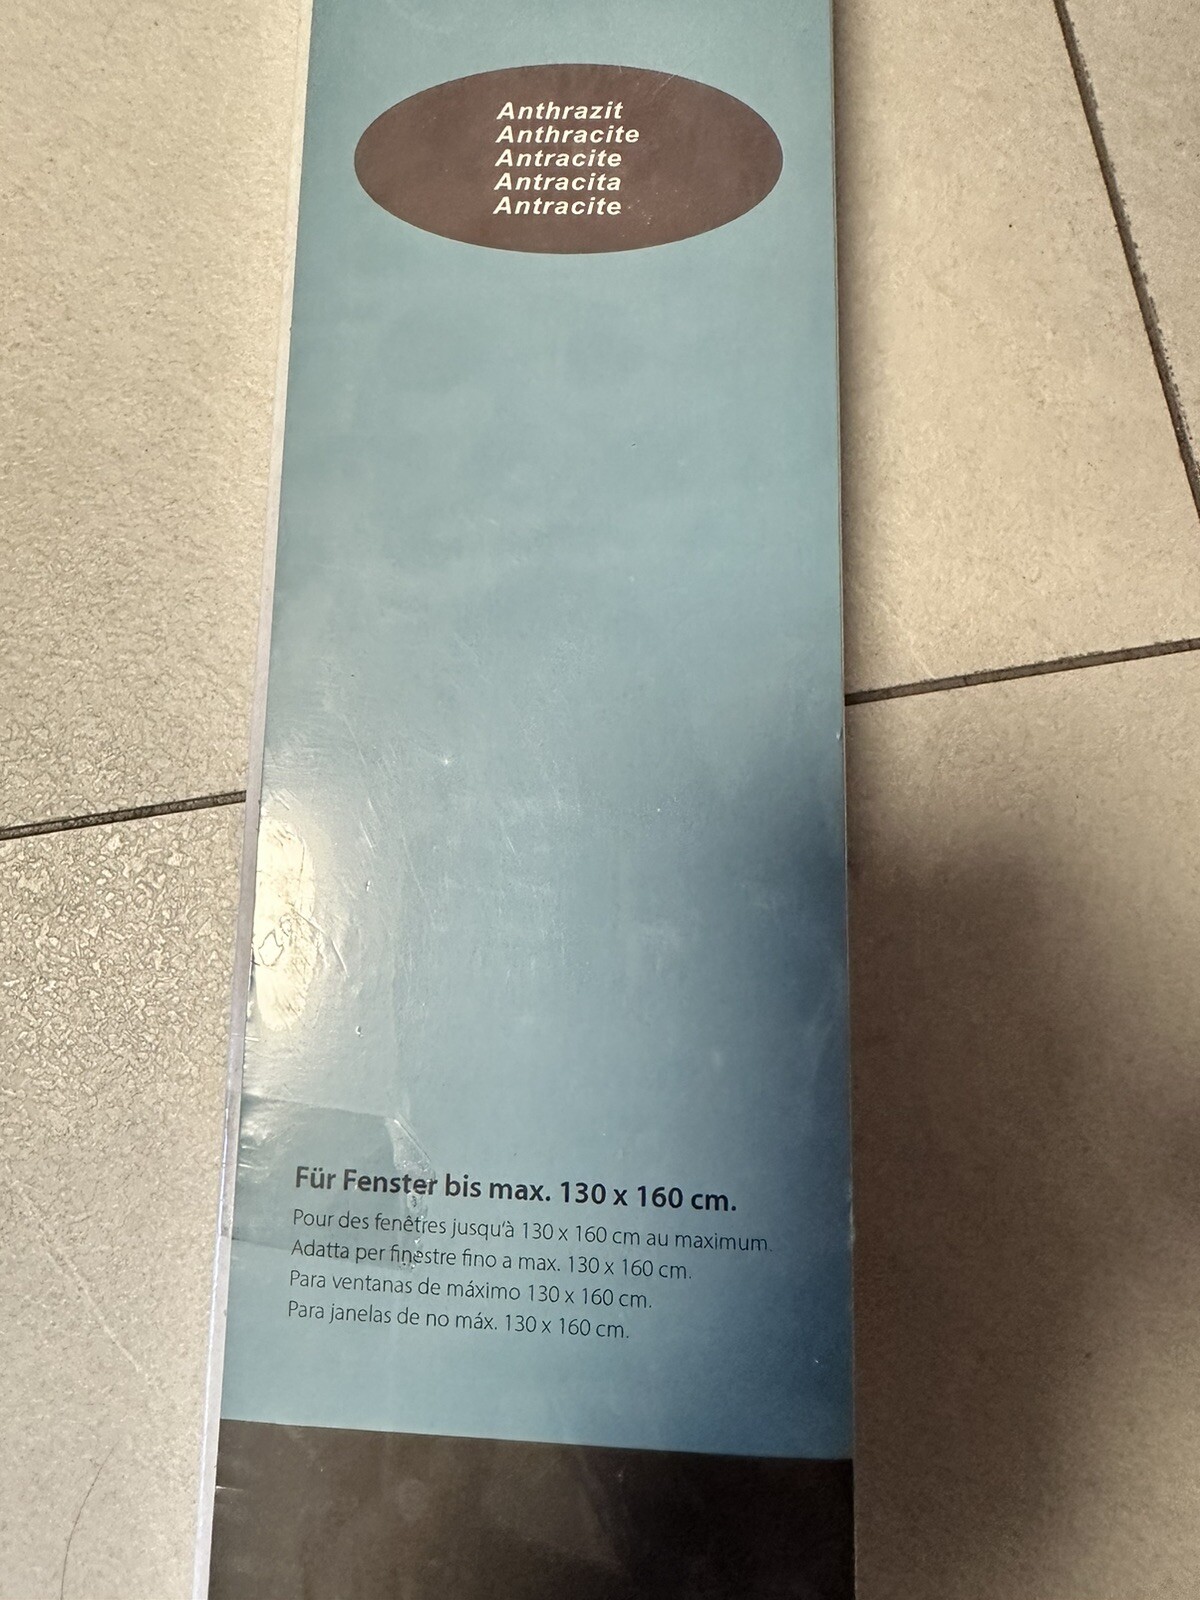 Anthrazit
Anthracite
Antracite
Antracita
Antracite
Für Fenster bis max. 130 x 160 cm.
Pour des fenêtres jusqu'à 130 x 160 cm au maximum.
Adatta per finestre fino a max. 130 x 160 cm.
Para ventanas de máximo 130 x 160 cm.
Para janelas de no máx. 130 x 160 cm.